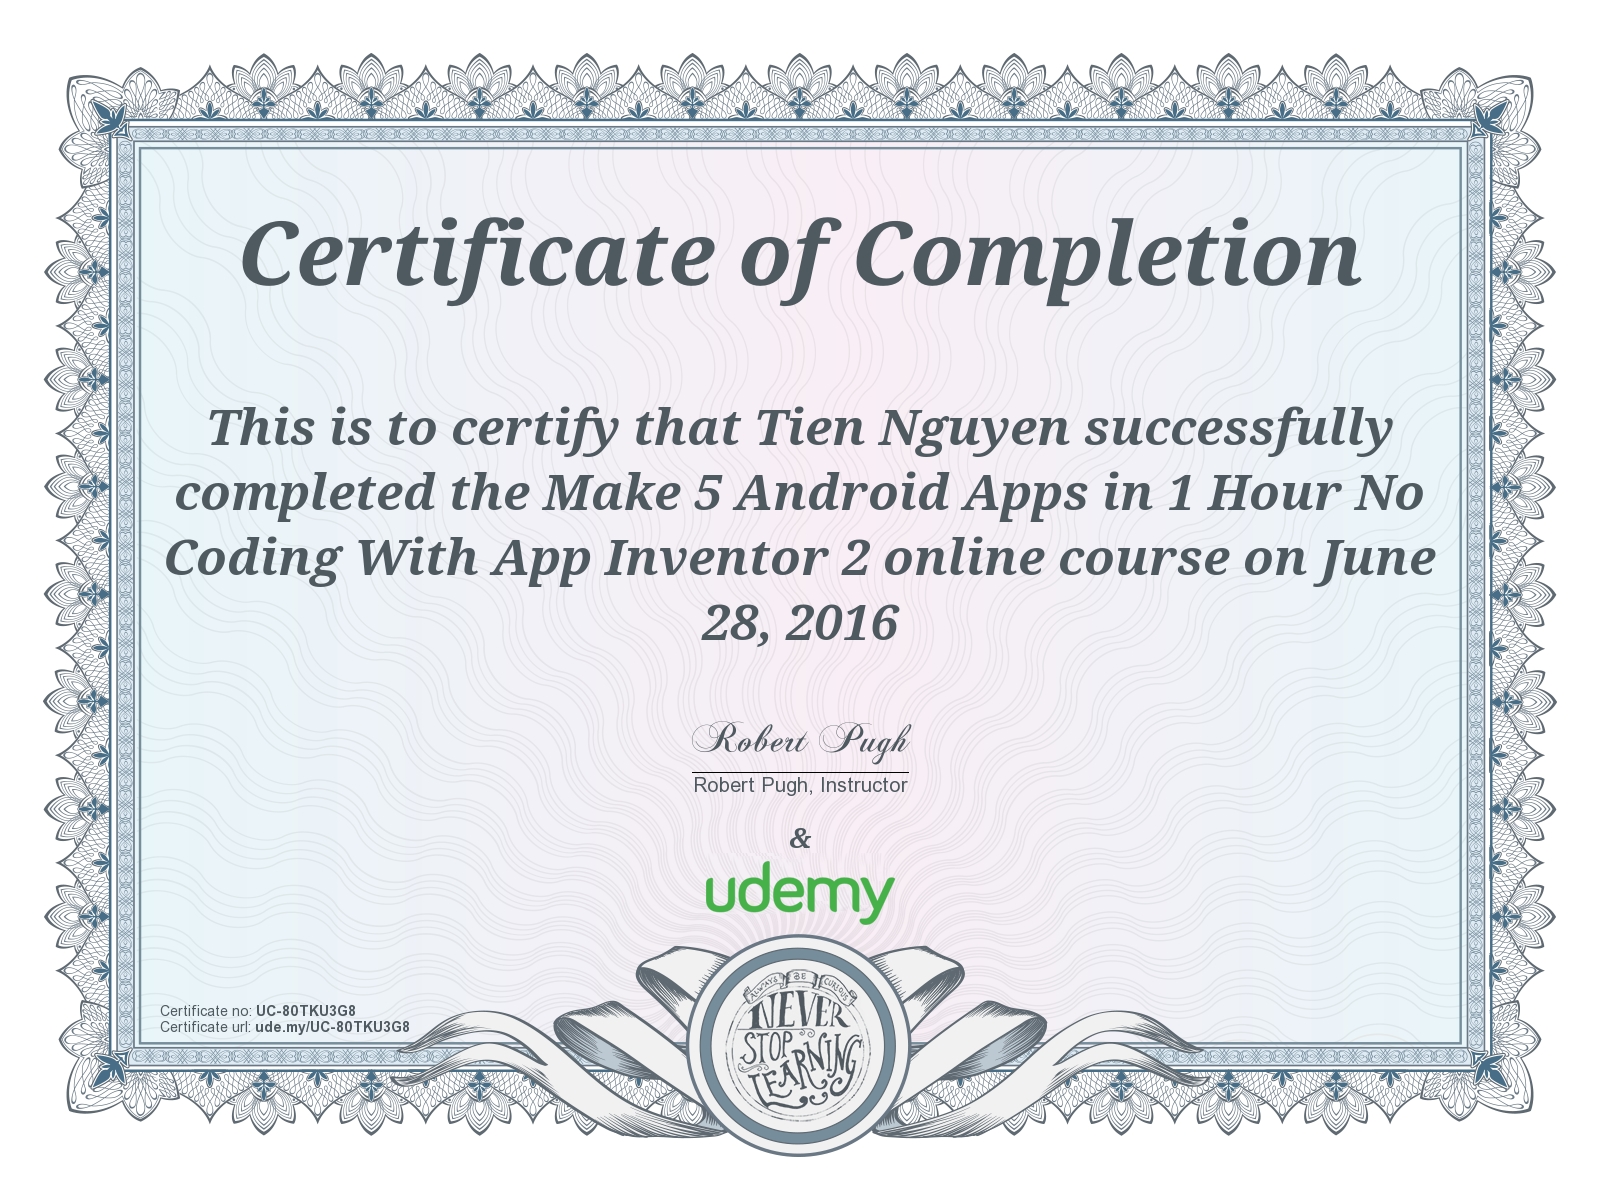 Certificate of Completion
This is to certify that Tien Nguyen successfully
completed the Make 5 Android Apps in 1 Hour No
Coding With App Inventor 2 online course on June
28, 2016
Robert Pugh
Robert Pugh, Instructor
&
udemy
Certificate no: UC-80TKU3G8
Certificate url: ude.my/UC-80TKU3G8
ALWAYS BE CURIOUS
NEVER
STOP
LEARNING